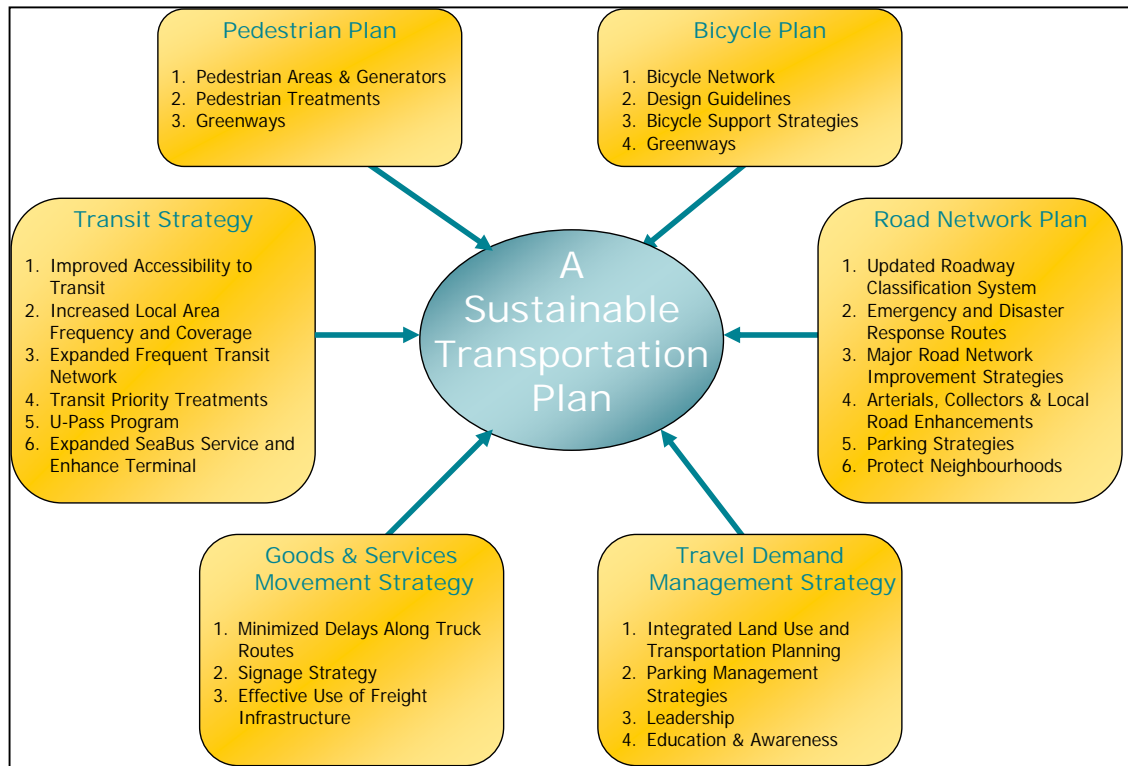 Pedestrian Plan
1. Pedestrian Areas & Generators
2. Pedestrian Treatments
3. Greenways
Bicycle Plan
1. Bicycle Network
2. Design Guidelines
3. Bicycle Support Strategies
4. Greenways
Transit Strategy
1. Improved Accessibility to
Transit
2. Increased Local Area
Frequency and Coverage
3. Expanded Frequent Transit
Network
4. Transit Priority Treatments
5. U-Pass Program
6. Expanded SeaBus Service and
Enhance Terminal
A
Sustainable
Transportation
Plan
Road Network Plan
1. Updated Roadway
Classification System
2. Emergency and Disaster
Response Routes
3. Major Road Network
Improvement Strategies
4. Arterials, Collectors & Local
Road Enhancements
5. Parking Strategies
6. Protect Neighbourhoods
Goods & Services
Movement Strategy
1. Minimized Delays Along Truck
Routes
2. Signage Strategy
3. Effective Use of Freight
Infrastructure
Travel Demand
Management Strategy
1. Integrated Land Use and
Transportation Planning
2. Parking Management
Strategies
3. Leadership
4. Education & Awareness